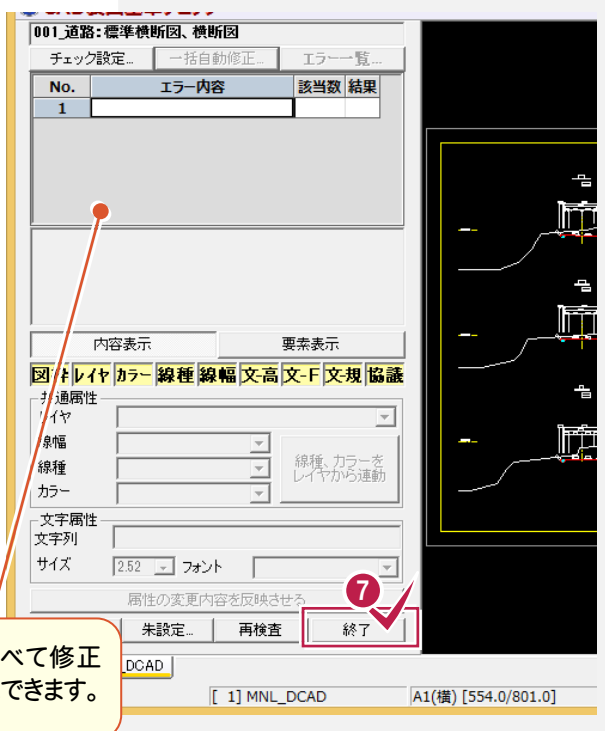 001_道路：標準横断図、横断図
チェック設定... 一括自動修正... エラー一覧...
No. エラー内容 該当数 結果
1
内容表示 要素表示
図枠 レイヤ カラー 線種 線幅 文高 文-F 文規 協議
共通属性
レイヤ
線幅
線種
カラー
線種、カラーを
レイヤから連動
文字属性
文字列
サイズ 2.52 フォント
属性の変更内容を反映させる
7
朱設定... 再検査 終了
べて修正
できます。
_DCAD
[ 1] MNL_DCAD A1(横) [554.0/801.0]